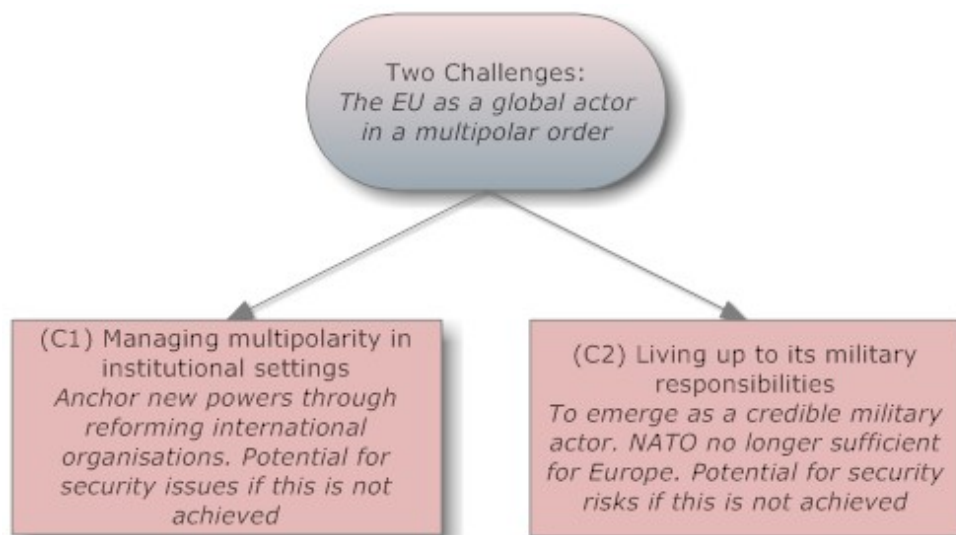 Two Challenges:
The EU as a global actor
in a multipolar order
(C1) Managing multipolarity in
institutional settings
Anchor new powers through
reforming international
organisations. Potential for
security issues if this is not
achieved
(C2) Living up to its military
responsibilities
To emerge as a credible military
actor. NATO no longer sufficient
for Europe. Potential for security
risks if this is not achieved